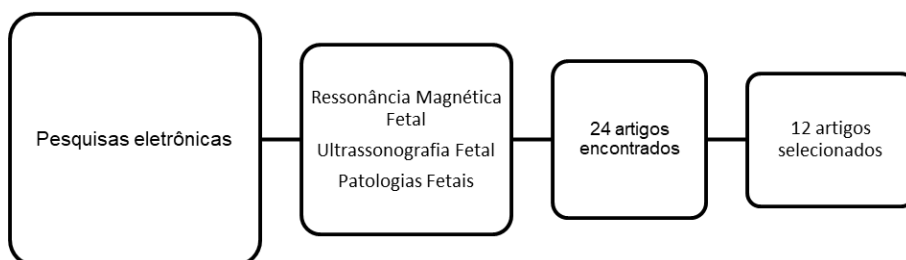 Pesquisas eletrônicas
Ressonância Magnética
Fetal
Ultrassonografia Fetal
Patologias Fetais
24 artigos
encontrados
12 artigos
selecionados